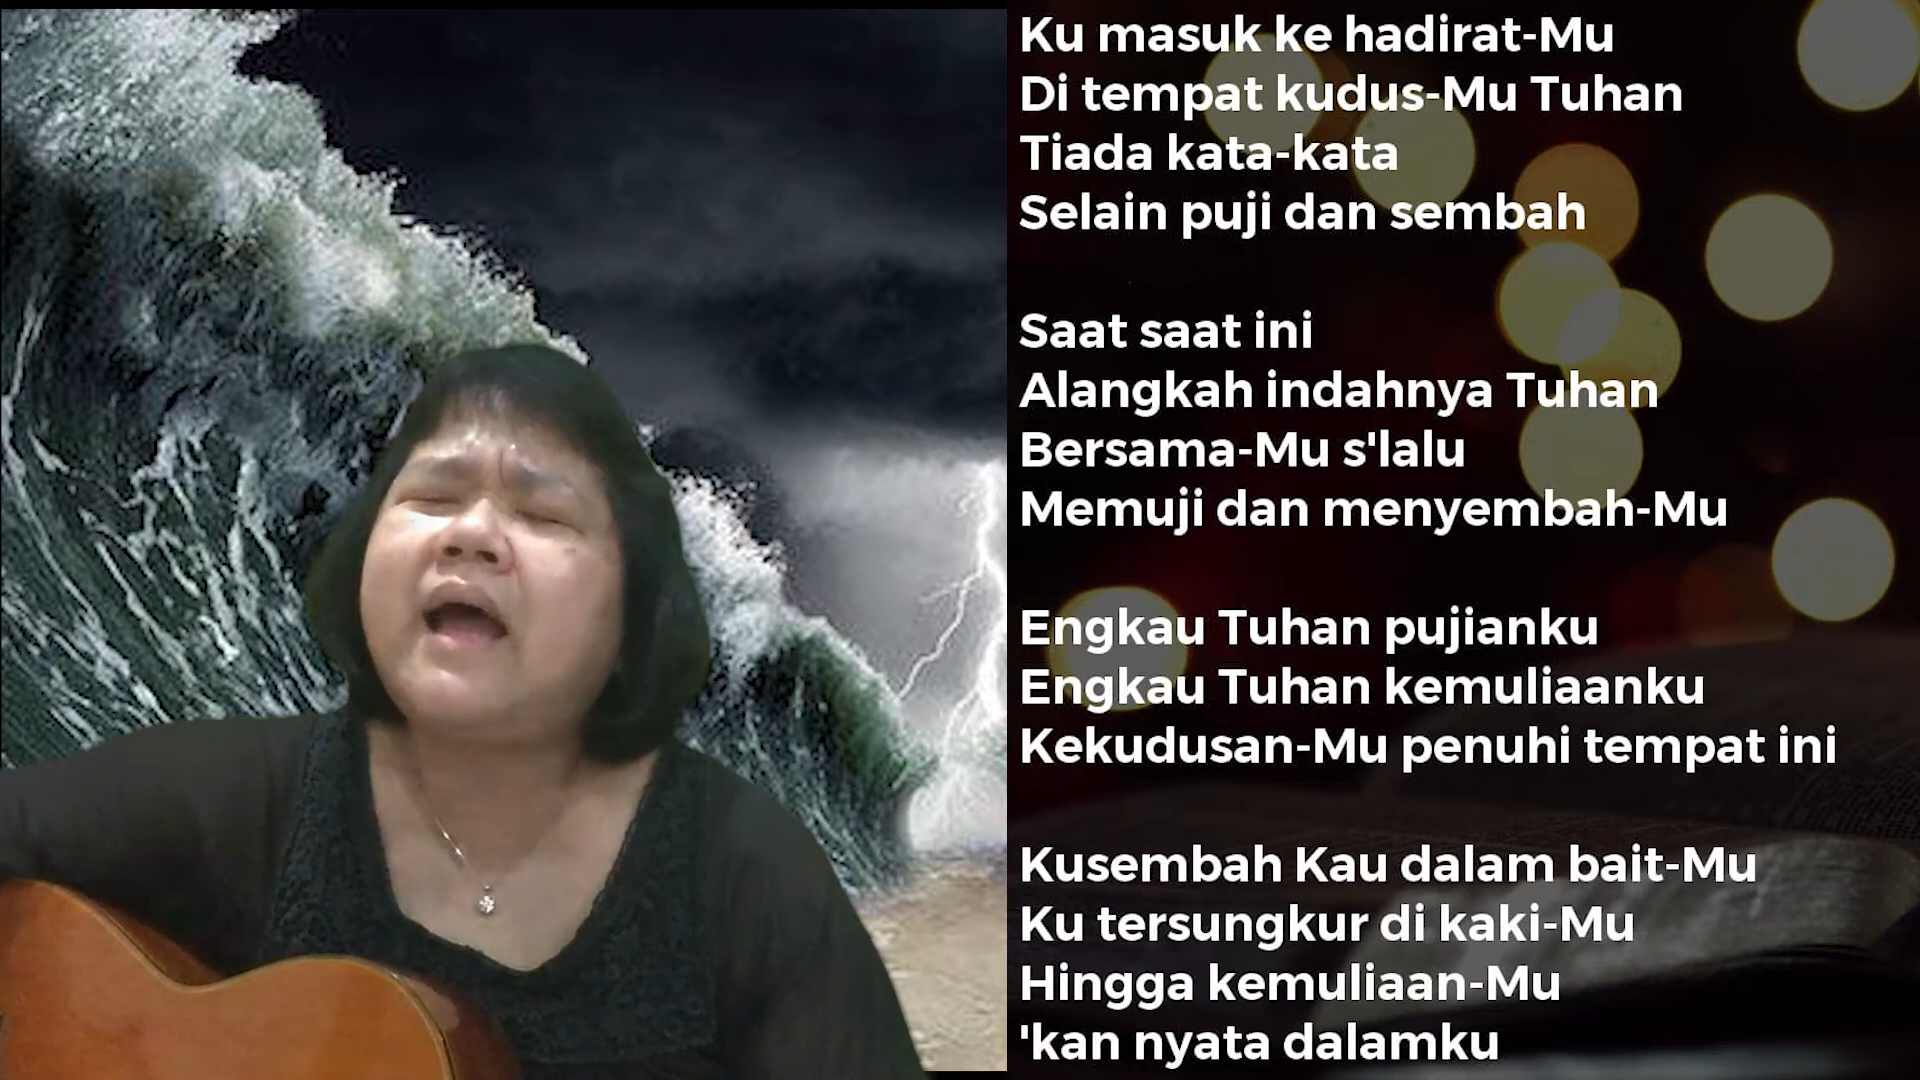 Ku masuk ke hadirat-Mu
Di tempat kudus-Mu Tuhan
Tiada kata-kata
Selain puji dan sembah
Saat saat ini
Alangkah indahnya Tuhan
Bersama-Mu s'lalu
Memuji dan menyembah-Mu
Engkau Tuhan pujianku
Engkau Tuhan kemuliaanku
Kekudusan-Mu penuhi tempat ini
Kusembah Kau dalam bait-Mu
Ku tersungkur di kaki-Mu
Hingga kemuliaan-Mu
'kan nyata dalamku